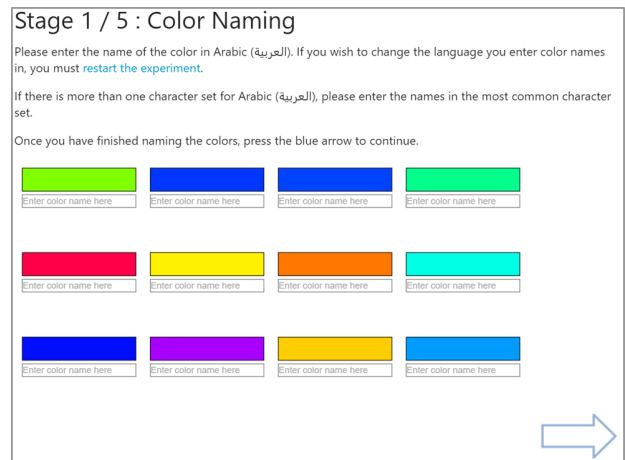 Stage 1 / 5 : Color Naming
Please enter the name of the color in Arabic (العربية). If you wish to change the language you enter color names
in, you must restart the experiment.
If there is more than one character set for Arabic (العربية), please enter the names in the most common character
set.
Once you have finished naming the colors, press the blue arrow to continue.
Enter color name here Enter color name here Enter color name here Enter color name here
Enter color name here Enter color name here Enter color name here Enter color name here
Enter color name here Enter color name here Enter color name here Enter color name here